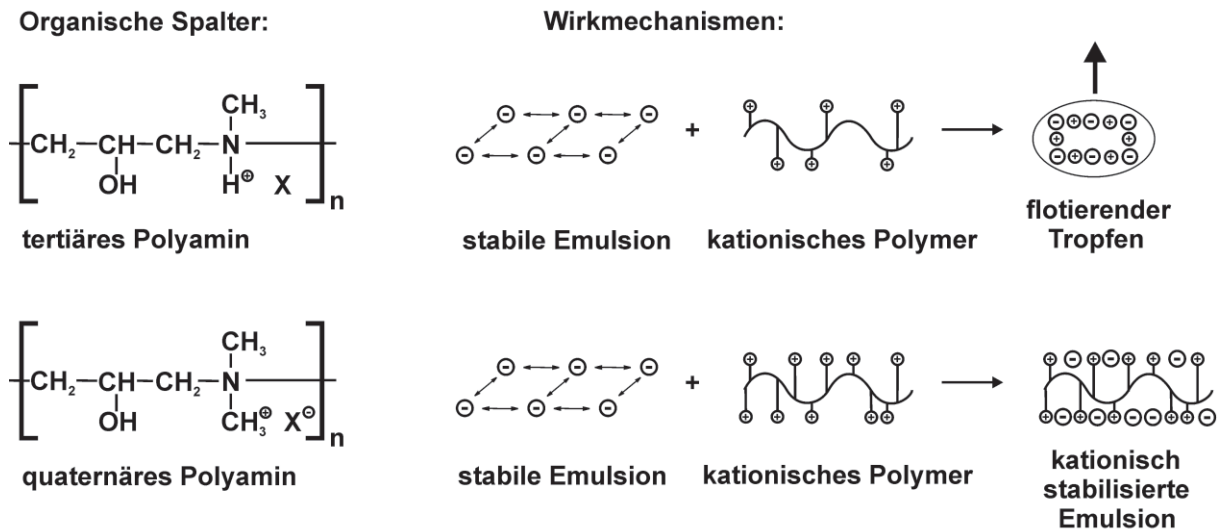 Organische Spalter:
Wirkmechanismen:
CH₃
CH₂–CH–CH₂–N
OH H⊕ X
n
tertiäres Polyamin
⊖ ⊖ ⊖
⊖ ⊖ ⊖
+
⊕ ⊕ ⊕
⊕ ⊕ ⊕
⊖ ⊕ ⊖ ⊕ ⊖
⊕ ⊕
⊖ ⊕ ⊖ ⊕ ⊖
stabile Emulsion
kationisches Polymer
flotierender
Tropfen
CH₃
CH₂–CH–CH₂–N
OH CH₃⊕ X⊖
n
quaternäres Polyamin
⊖ ⊖ ⊖
⊖ ⊖ ⊖
+
⊕ ⊕ ⊕ ⊕ ⊕
⊕ ⊕ ⊕ ⊕ ⊕
⊕ ⊖ ⊕ ⊖ ⊕ ⊕ ⊖ ⊕
⊕ ⊖ ⊕ ⊖ ⊕ ⊖ ⊖ ⊖ ⊕ ⊕ ⊖
stabile Emulsion
kationisches Polymer
kationisch
stabilisierte
Emulsion